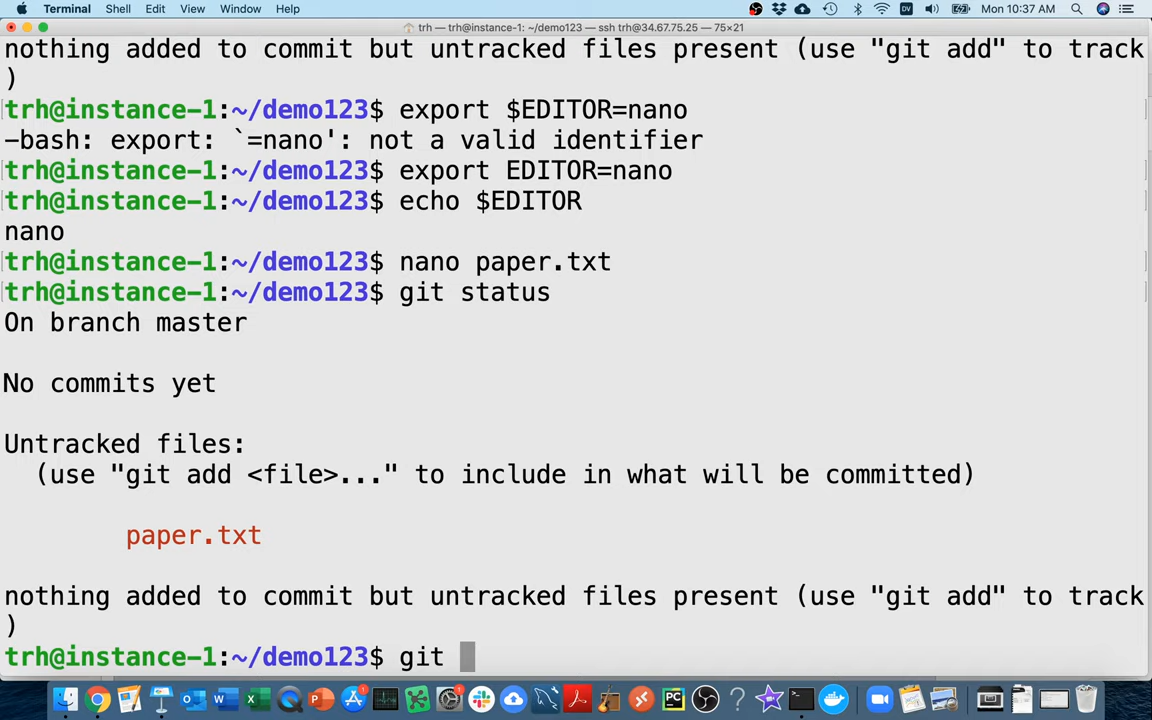 Terminal Shell Edit View Window Help Mon 10:37 AM
trh — trh@instance-1: ~/demo123 — ssh trh@34.67.75.25 — 75×21
nothing added to commit but untracked files present (use "git add" to track
)
trh@instance-1:~/demo123$ export $EDITOR=nano
-bash: export: `=nano': not a valid identifier
trh@instance-1:~/demo123$ export EDITOR=nano
trh@instance-1:~/demo123$ echo $EDITOR
nano
trh@instance-1:~/demo123$ nano paper.txt
trh@instance-1:~/demo123$ git status
On branch master
No commits yet
Untracked files:
(use "git add <file>..." to include in what will be committed)
paper.txt
nothing added to commit but untracked files present (use "git add" to track
)
trh@instance-1:~/demo123$ git